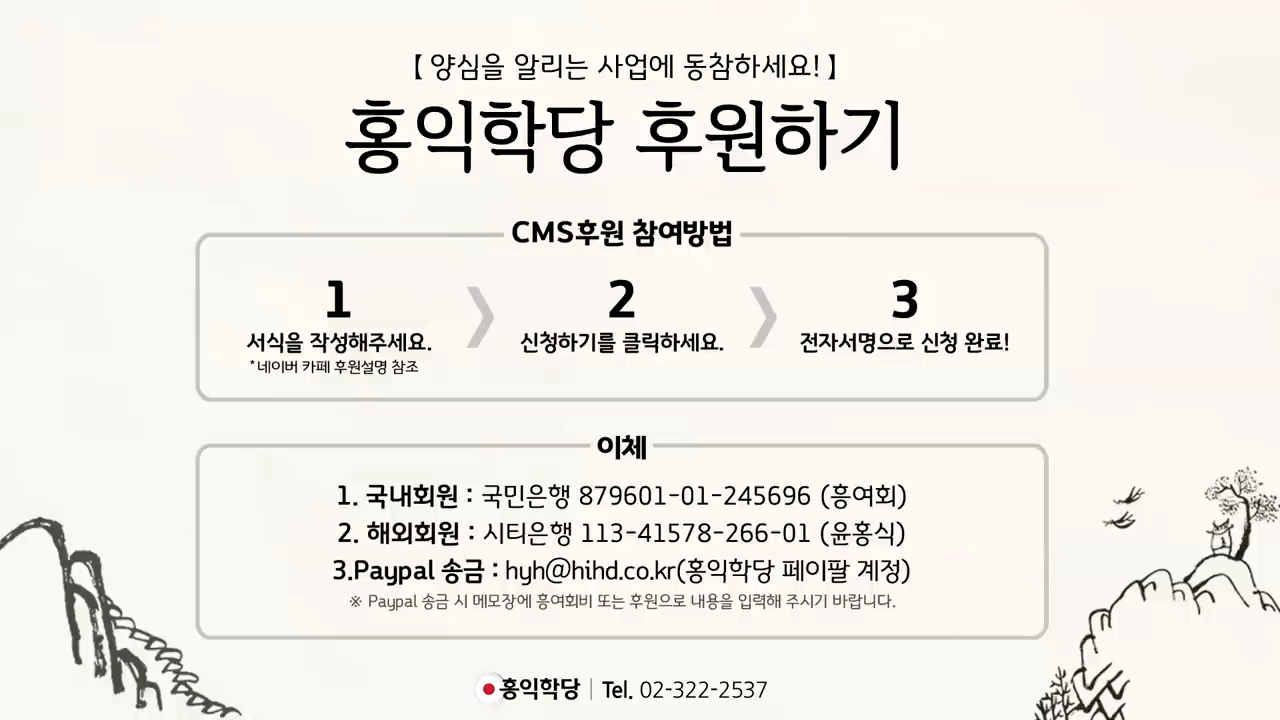 【 양심을 알리는 사업에 동참하세요! 】
홍익학당 후원하기
CMS후원 참여방법
1
서식을 작성해주세요.
*네이버 카페 후원설명 참조
2
신청하기를 클릭하세요.
3
전자서명으로 신청 완료!
이체
1. 국내회원 : 국민은행 879601-01-245696 (흥여회)
2. 해외회원 : 시티은행 113-41578-266-01 (윤홍식)
3.Paypal 송금 : hyh@hihd.co.kr(홍익학당 페이팔 계정)
※ Paypal 송금 시 메모장에 흥여회비 또는 후원으로 내용을 입력해 주시기 바랍니다.
홍익학당 | Tel. 02-322-2537